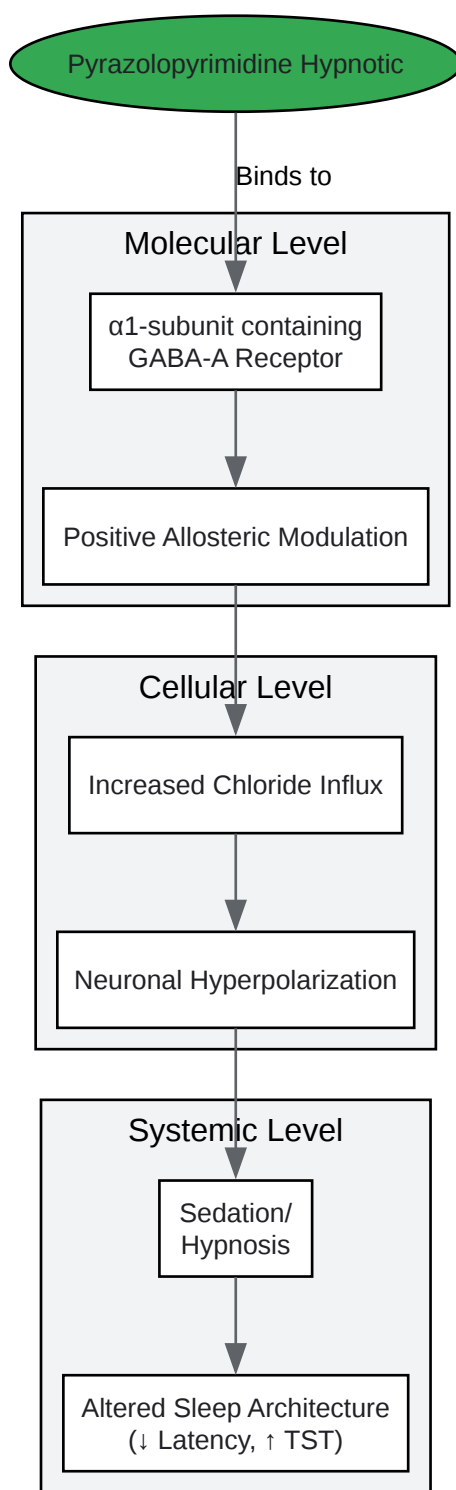 Pyrazolopyrimidine Hypnotic
Binds to
Molecular Level
α1-subunit containing
GABA-A Receptor
Positive Allosteric Modulation
Cellular Level
Increased Chloride Influx
Neuronal Hyperpolarization
Systemic Level
Sedation/
Hypnosis
Altered Sleep Architecture
(↓ Latency, ↑ TST)